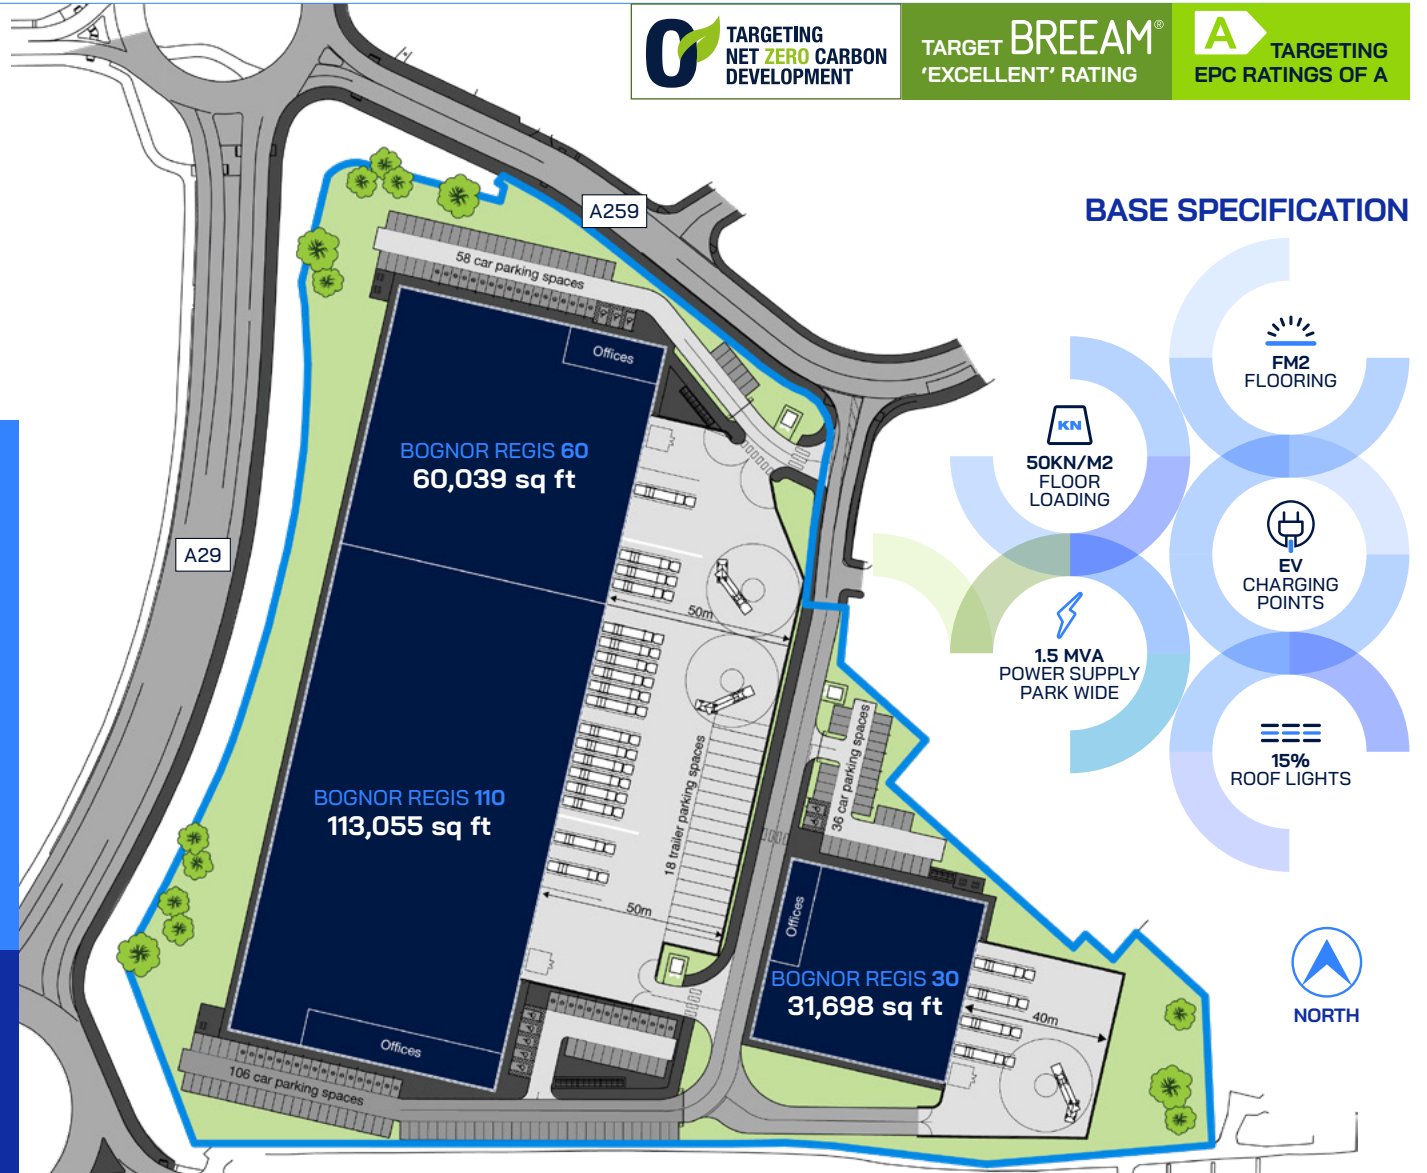 0
TARGETING
NET ZERO CARBON
DEVELOPMENT
TARGET BREEAM®
'EXCELLENT' RATING
A
TARGETING
EPC RATINGS OF A
A259
BASE SPECIFICATION
58 car parking spaces
Offices
FM2
FLOORING
KN
50KN/M2
FLOOR
LOADING
BOGNOR REGIS 60
60,039 sq ft
A29
EV
CHARGING
POINTS
50m
1.5 MVA
POWER SUPPLY
PARK WIDE
15%
ROOF LIGHTS
36 car parking spaces
18 trailer parking spaces
BOGNOR REGIS 110
113,055 sq ft
50m
Offices
BOGNOR REGIS 30
31,698 sq ft
40m
NORTH
Offices
106 car parking spaces